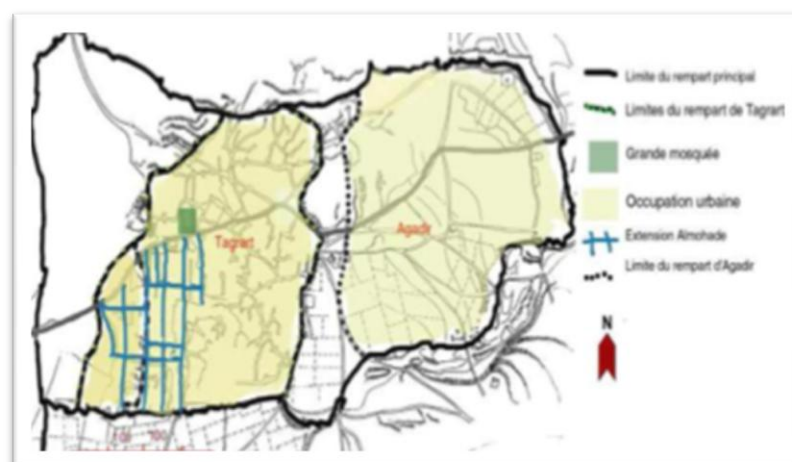 Limite du rempart principal
Limites du rempart de Tagrart
Grande mosquée
Occupation urbaine
Extension Almohade
Limite du rempart d'Agadir
N
Tagrart
Agadir